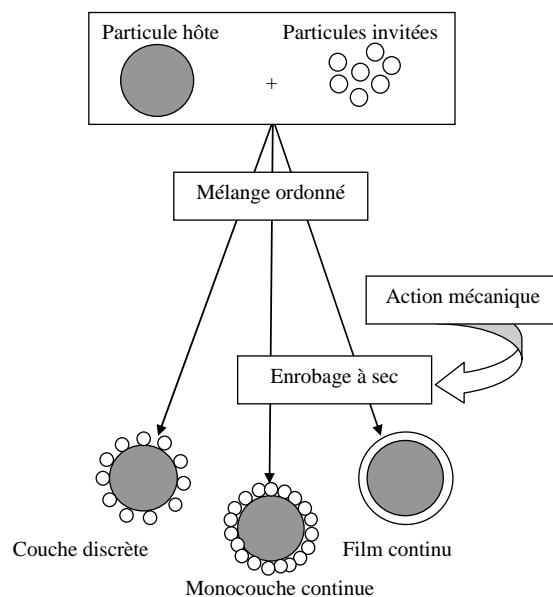 Particule hôte
Particules invitées
+
Mélange ordonné
Action mécanique
Enrobage à sec
Couche discrète
Film continu
Monocouche continue